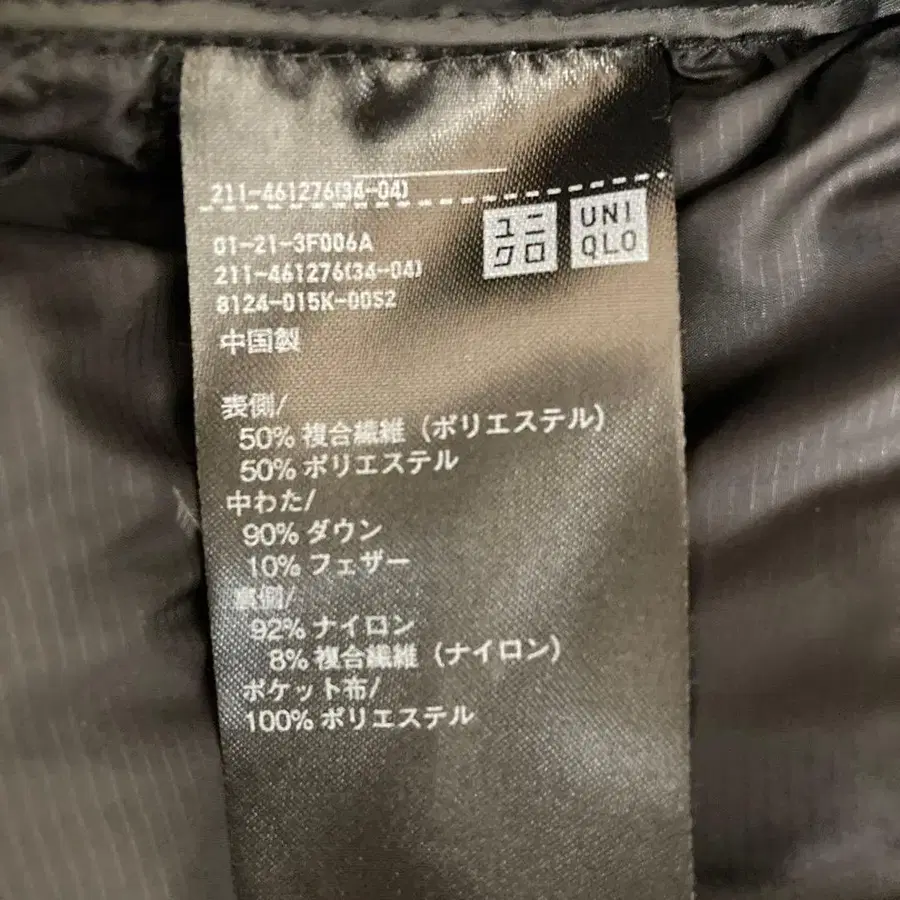 211-461276(34-04)
ユニ
クロ
UNI
QLO
01-21-3F006A
211-461276(34-04)
8124-015K-00S2
中国製
表側/
50% 複合繊維 (ポリエステル)
50% ポリエステル
中わた/
90% ダウン
10% フェザー
裏側/
92% ナイロン
8% 複合繊維 (ナイロン)
ポケット布/
100% ポリエステル